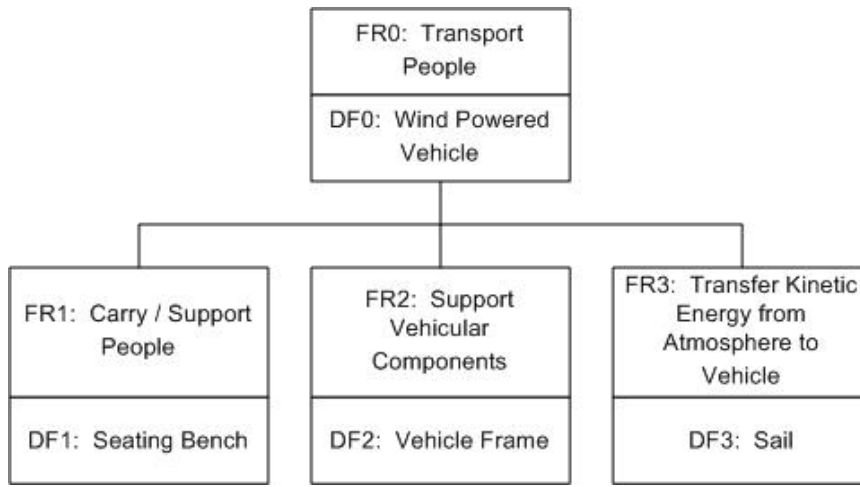 FR0: Transport
People
DF0: Wind Powered
Vehicle
FR1: Carry / Support
People
DF1: Seating Bench
FR2: Support
Vehicular
Components
DF2: Vehicle Frame
FR3: Transfer Kinetic
Energy from
Atmosphere to
Vehicle
DF3: Sail